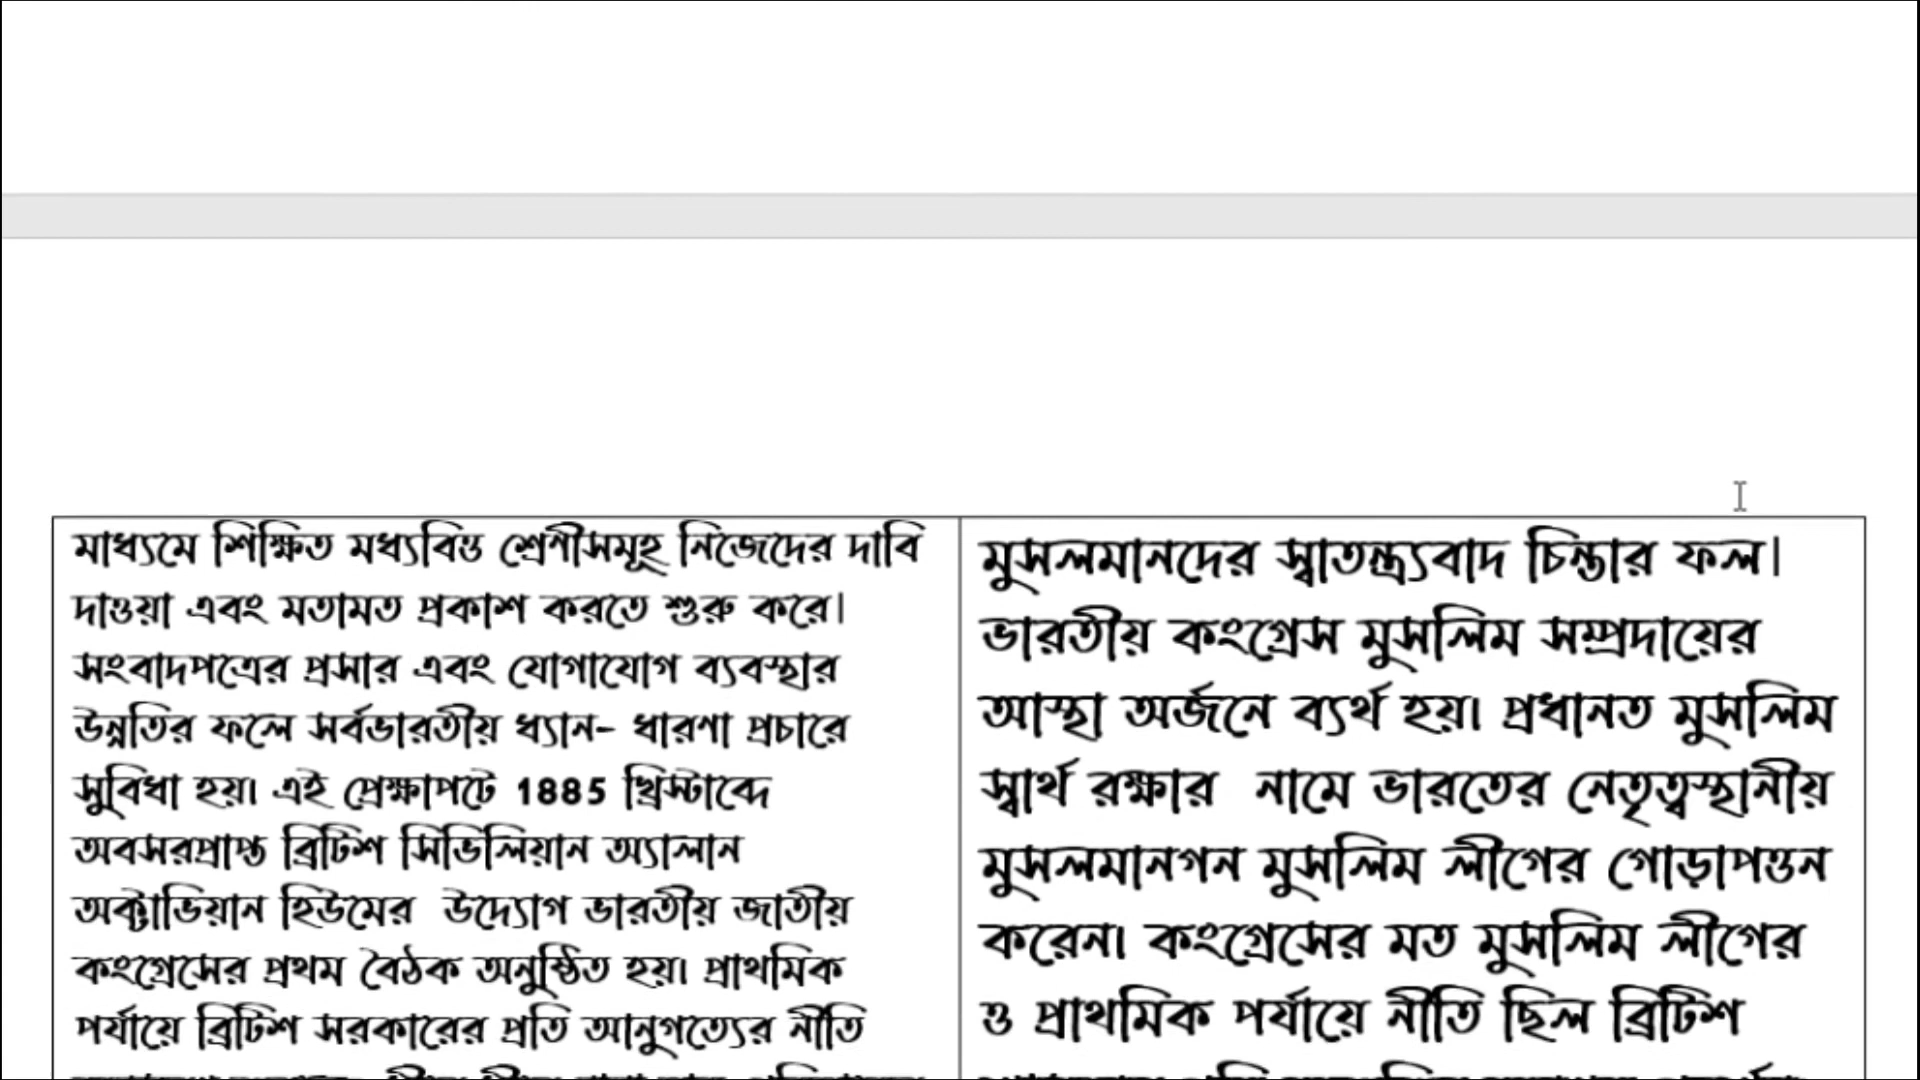 মাধ্যমে শিক্ষিত মধ্যবিত্ত শ্রেণীসমূহ নিজেদের দাবি
দাওয়া এবং মতামত প্রকাশ করতে শুরু করে।
সংবাদপত্রের প্রসার এবং যোগাযোগ ব্যবস্থার
উন্নতির ফলে সর্বভারতীয় ধ্যান- ধারণা প্রচারে
সুবিধা হয়। এই প্রেক্ষাপটে 1885 খ্রিস্টাব্দে
অবসরপ্রাপ্ত ব্রিটিশ সিভিলিয়ান অ্যালান
অক্টাভিয়ান হিউমের উদ্যোগ ভারতীয় জাতীয়
কংগ্রেসের প্রথম বৈঠক অনুষ্ঠিত হয়। প্রাথমিক
পর্যায়ে ব্রিটিশ সরকারের প্রতি আনুগত্যের নীতি
মুসলমানদের স্বাতন্ত্র্যবাদ চিন্তার ফল।
ভারতীয় কংগ্রেস মুসলিম সম্প্রদায়ের
আস্থা অর্জনে ব্যর্থ হয়। প্রধানত মুসলিম
স্বার্থ রক্ষার নামে ভারতের নেতৃত্বস্থানীয়
মুসলমানগন মুসলিম লীগের গোড়াপত্তন
করেন। কংগ্রেসের মত মুসলিম লীগের
ও প্রাথমিক পর্যায়ে নীতি ছিল ব্রিটিশ